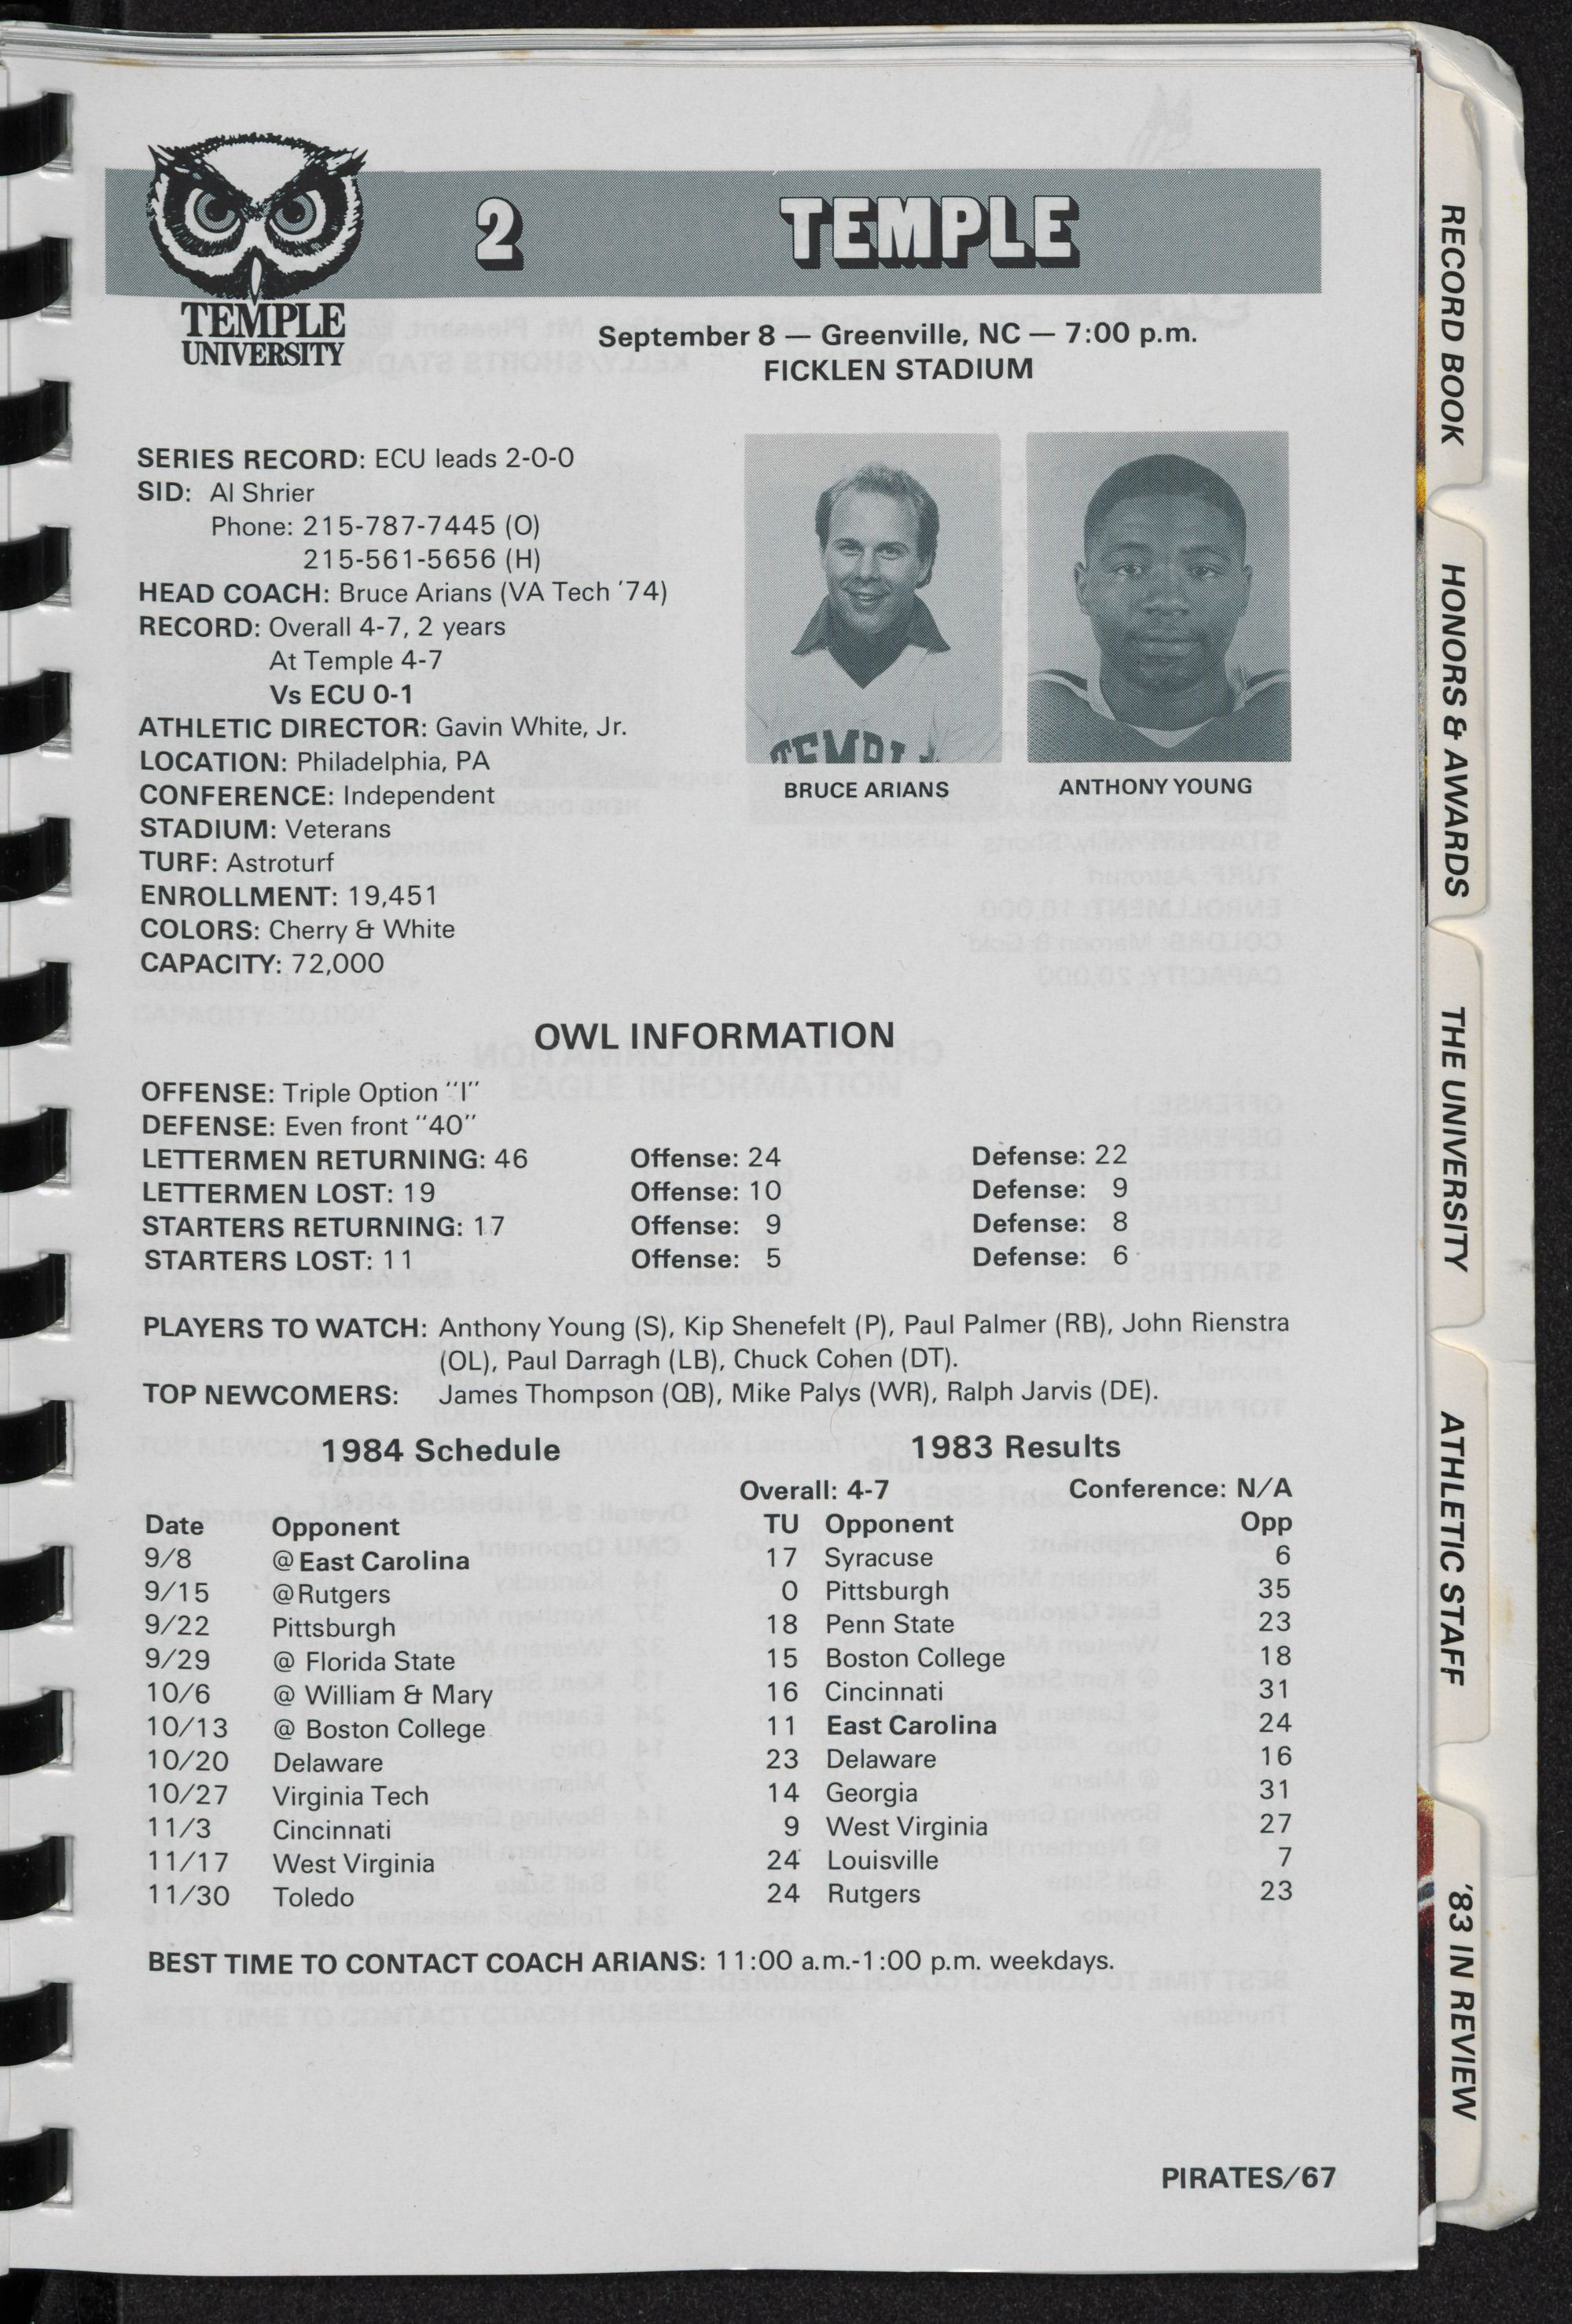 2 TEMPLE
TEMPLE
UNIVERSITY
September 8 — Greenville, NC — 7:00 p.m.
FICKLEN STADIUM
SERIES RECORD: ECU leads 2-0-0
SID: Al Shrier
Phone: 215-787-7445 (O)
215-561-5656 (H)
HEAD COACH: Bruce Arians (VA Tech '74)
RECORD: Overall 4-7, 2 years
At Temple 4-7
Vs ECU 0-1
ATHLETIC DIRECTOR: Gavin White, Jr.
LOCATION: Philadelphia, PA
CONFERENCE: Independent
STADIUM: Veterans
TURF: Astroturf
ENROLLMENT: 19,451
COLORS: Cherry & White
CAPACITY: 72,000
TEMPL
BRUCE ARIANS
ANTHONY YOUNG
OWL INFORMATION
OFFENSE: Triple Option "I"
DEFENSE: Even front "40"
LETTERMEN RETURNING: 46 Offense: 24 Defense: 22
LETTERMEN LOST: 19 Offense: 10 Defense: 9
STARTERS RETURNING: 17 Offense: 9 Defense: 8
STARTERS LOST: 11 Offense: 5 Defense: 6
PLAYERS TO WATCH: Anthony Young (S), Kip Shenefelt (P), Paul Palmer (RB), John Rienstra
(OL), Paul Darragh (LB), Chuck Cohen (DT).
TOP NEWCOMERS: James Thompson (QB), Mike Palys (WR), Ralph Jarvis (DE).
1984 Schedule
Date Opponent
9/8 @ East Carolina
9/15 @Rutgers
9/22 Pittsburgh
9/29 @ Florida State
10/6 @ William & Mary
10/13 @ Boston College
10/20 Delaware
10/27 Virginia Tech
11/3 Cincinnati
11/17 West Virginia
11/30 Toledo
1983 Results
Overall: 4-7 Conference: N/A
TU Opponent Opp
17 Syracuse 6
0 Pittsburgh 35
18 Penn State 23
15 Boston College 18
16 Cincinnati 31
11 East Carolina 24
23 Delaware 16
14 Georgia 31
9 West Virginia 27
24 Louisville 7
24 Rutgers 23
BEST TIME TO CONTACT COACH ARIANS: 11:00 a.m.-1:00 p.m. weekdays.
PIRATES/67
RECORD BOOK
HONORS & AWARDS
THE UNIVERSITY
ATHLETIC STAFF
'83 IN REVIEW